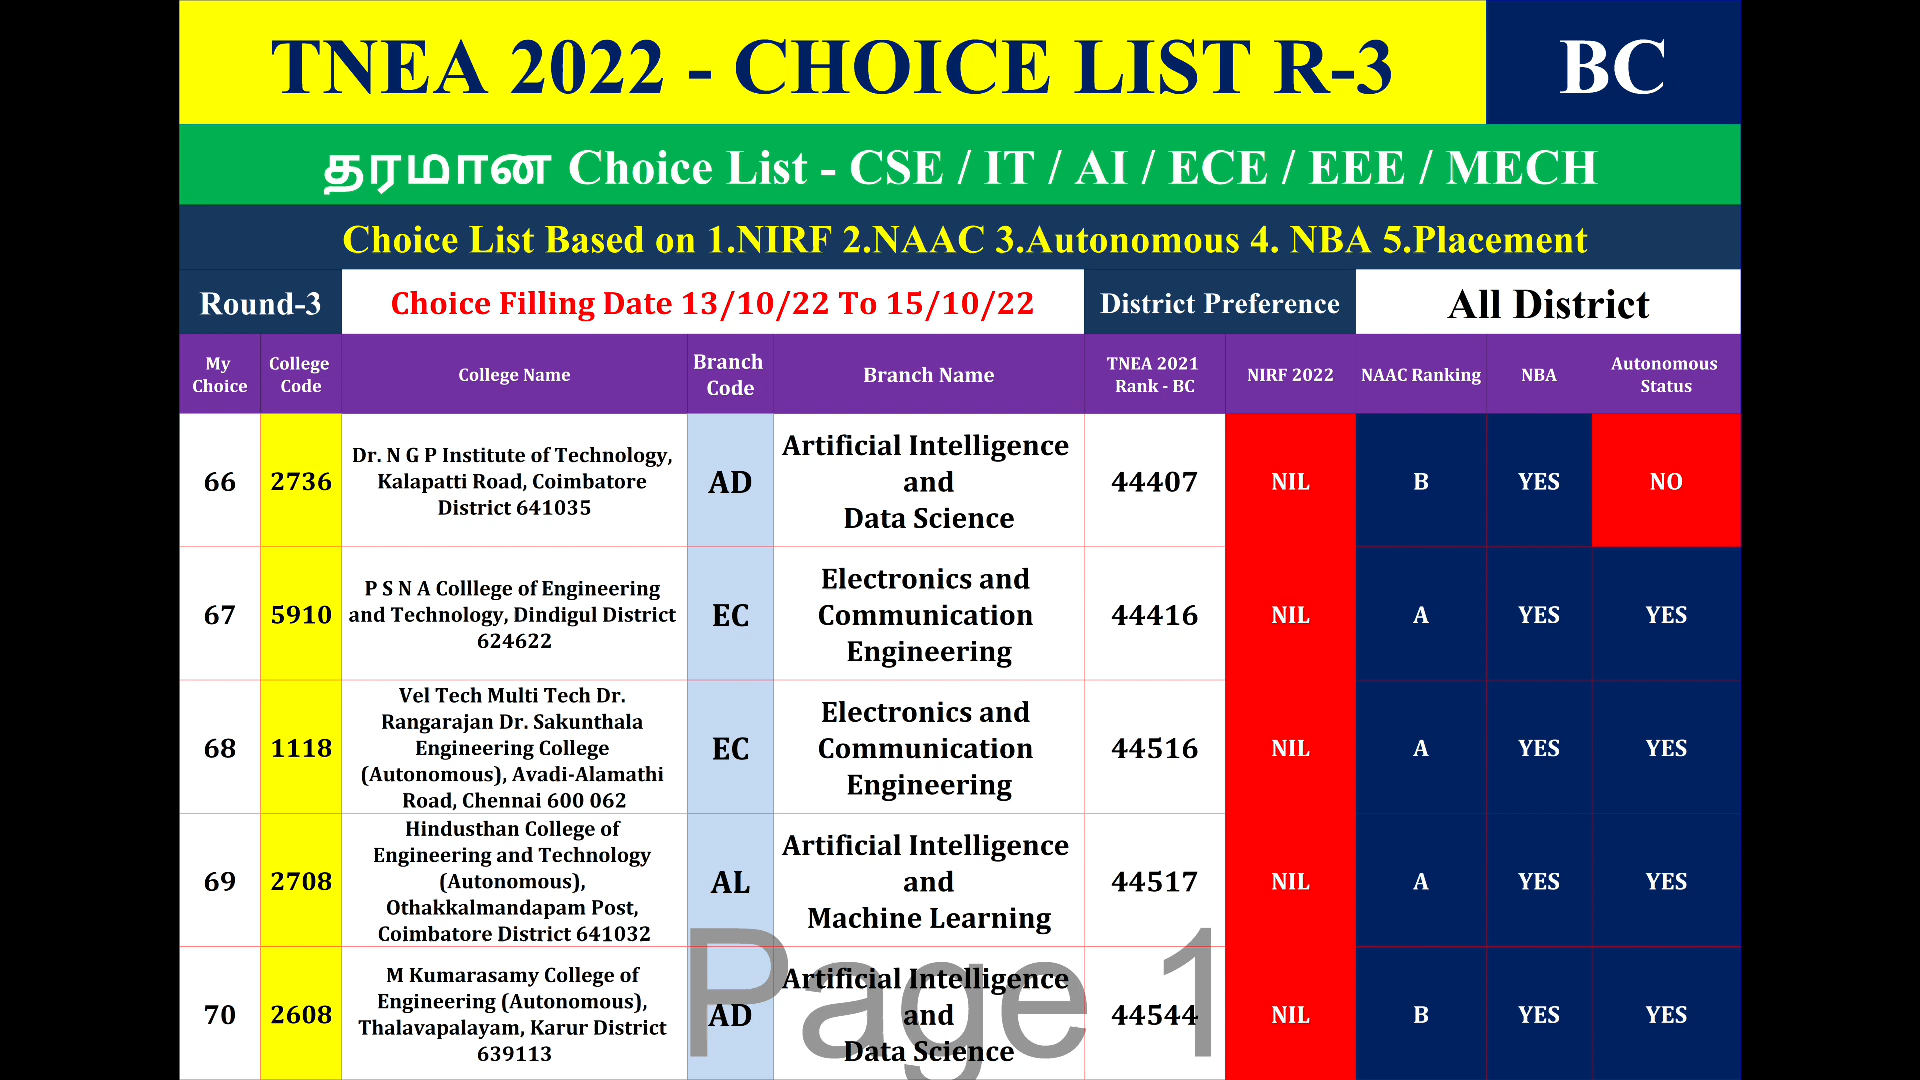 TNEA 2022 - CHOICE LIST R-3
BC
தரமான Choice List - CSE / IT / AI / ECE / EEE / MECH
Choice List Based on 1.NIRF 2.NAAC 3.Autonomous 4. NBA 5.Placement
Round-3
Choice Filling Date 13/10/22 To 15/10/22
District Preference
All District
My
Choice
College
Code
College Name
Branch
Code
Branch Name
TNEA 2021
Rank - BC
NIRF 2022
NAAC Ranking
NBA
Autonomous
Status
66
2736
Dr. N G P Institute of Technology,
Kalapatti Road, Coimbatore
District 641035
AD
Artificial Intelligence
and
Data Science
44407
NIL
B
YES
NO
67
5910
P S N A Colllege of Engineering
and Technology, Dindigul District
624622
EC
Electronics and
Communication
Engineering
44416
NIL
A
YES
YES
68
1118
Vel Tech Multi Tech Dr.
Rangarajan Dr. Sakunthala
Engineering College
(Autonomous), Avadi-Alamathi
Road, Chennai 600 062
EC
Electronics and
Communication
Engineering
44516
NIL
A
YES
YES
69
2708
Hindusthan College of
Engineering and Technology
(Autonomous),
Othakkalmandapam Post,
Coimbatore District 641032
AL
Artificial Intelligence
and
Machine Learning
44517
NIL
A
YES
YES
70
2608
M Kumarasamy College of
Engineering (Autonomous),
Thalavapalayam, Karur District
639113
AD
Artificial Intelligence
and
Data Science
44544
NIL
B
YES
YES
Page 1